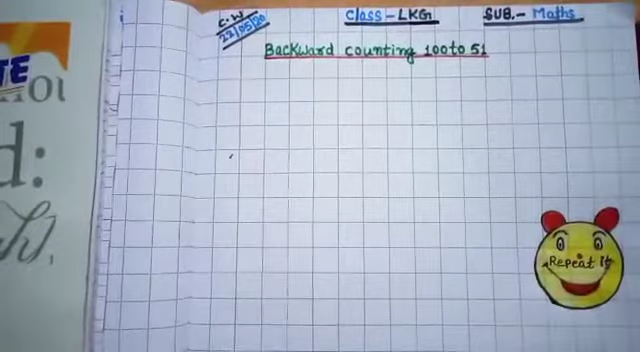 C.W
22/05/20
Class-LKG
SUB.- Maths
Backward counting 100 to 51
Repeat it